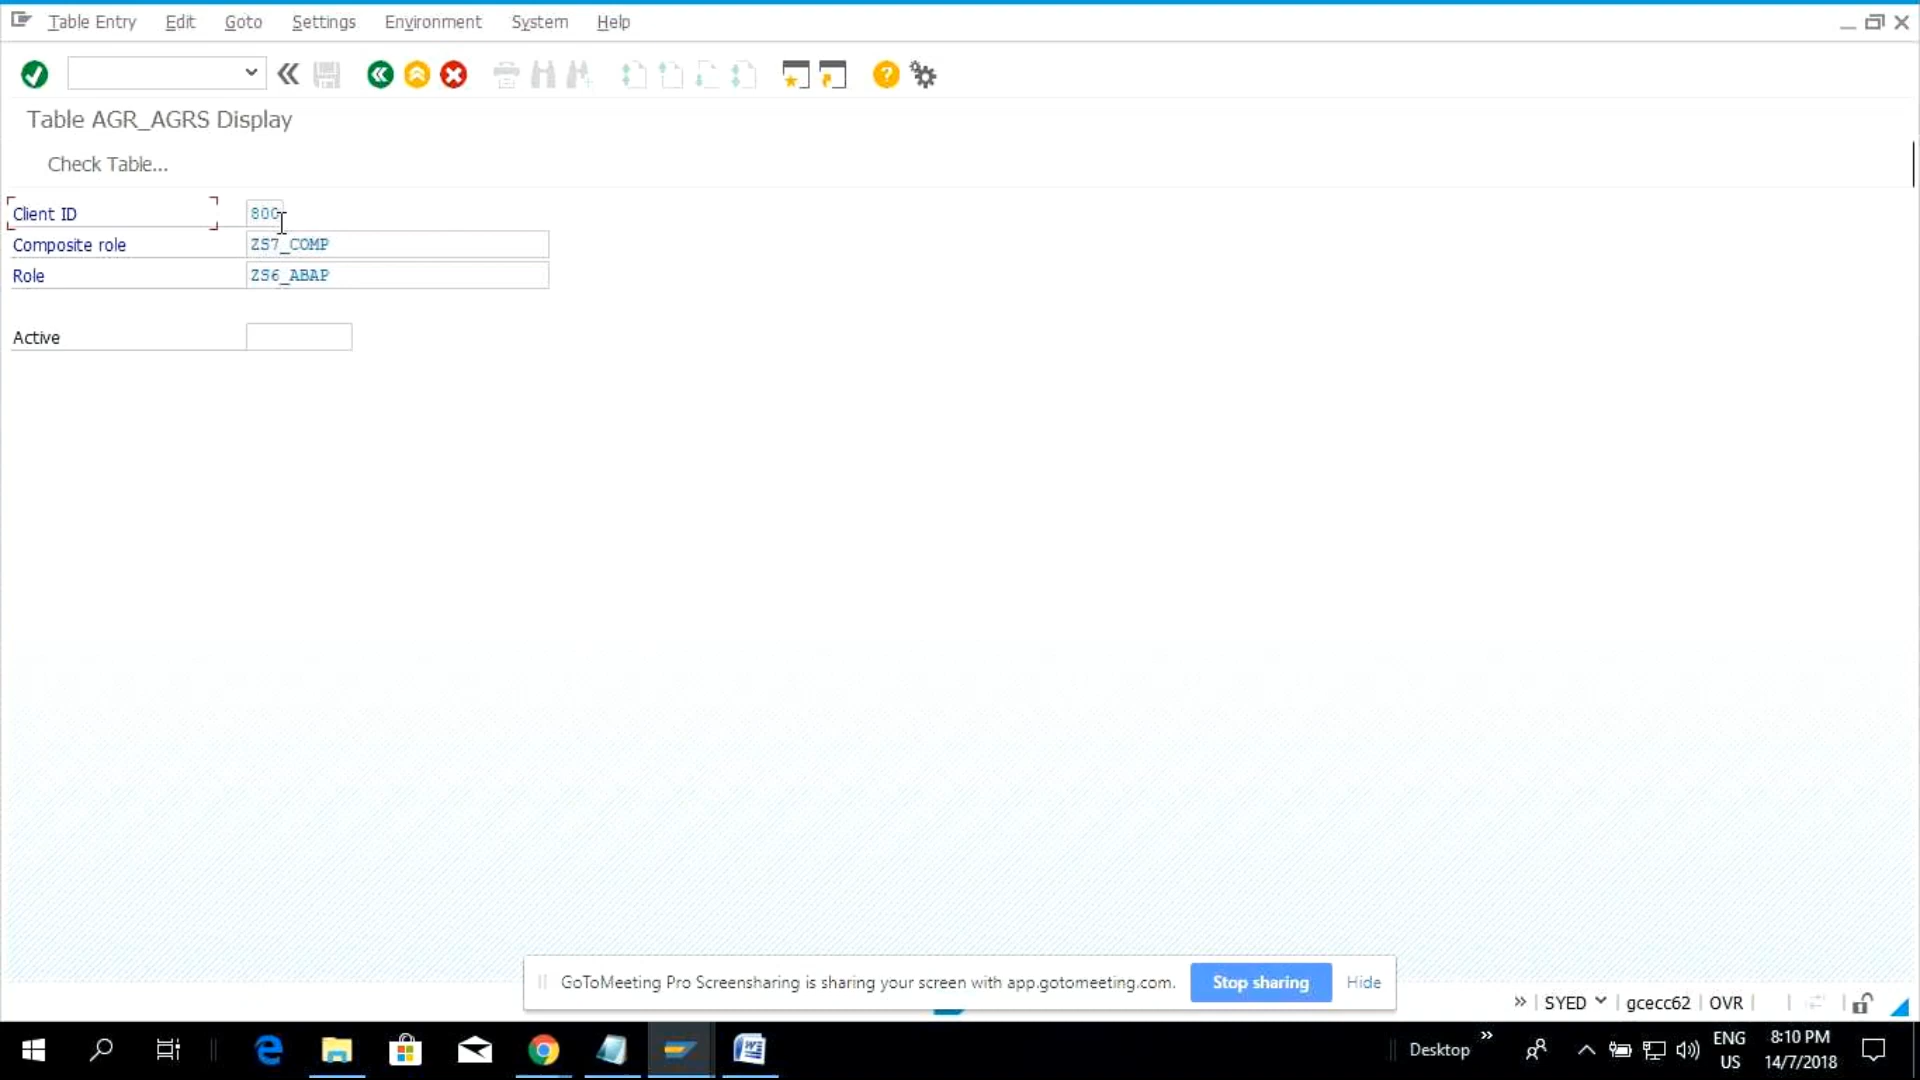 Table Entry Edit Goto Settings Environment System Help
Table AGR_AGRS Display
Check Table...
Client ID 800
Composite role ZS7_COMP
Role ZS6_ABAP
Active
GoToMeeting Pro Screensharing is sharing your screen with app.gotomeeting.com. Stop sharing Hide
SYED gcecc62 OVR
Desktop
ENG
US
8:10 PM
14/7/2018